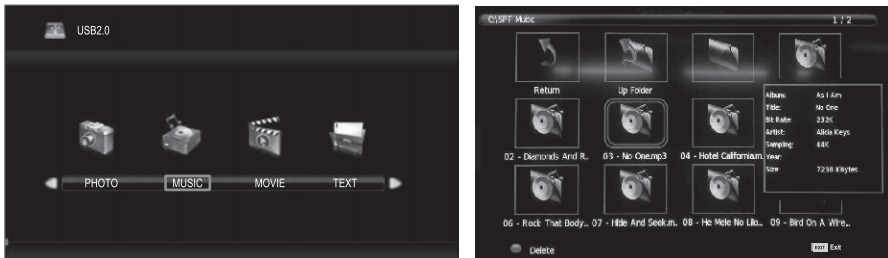 USB2.0
PHOTO MUSIC MOVIE TEXT
C:\SPT Muisc 1 / 2
Return Up Folder
Album: As I Am
Title: No One
Bit Rate: 232K
Artist: Alicia Keys
Sampling: 44K
Year:
Size: 7238 KBytes
02 - Diamonds And R.. 03 - No One.mp3 04 - Hotel California.m.
06 - Rock That Body.. 07 - Hide And Seek.m.. 08 - He Mele No Lilo.. 09 - Bird On A Wire...
Delete EXIT Exit